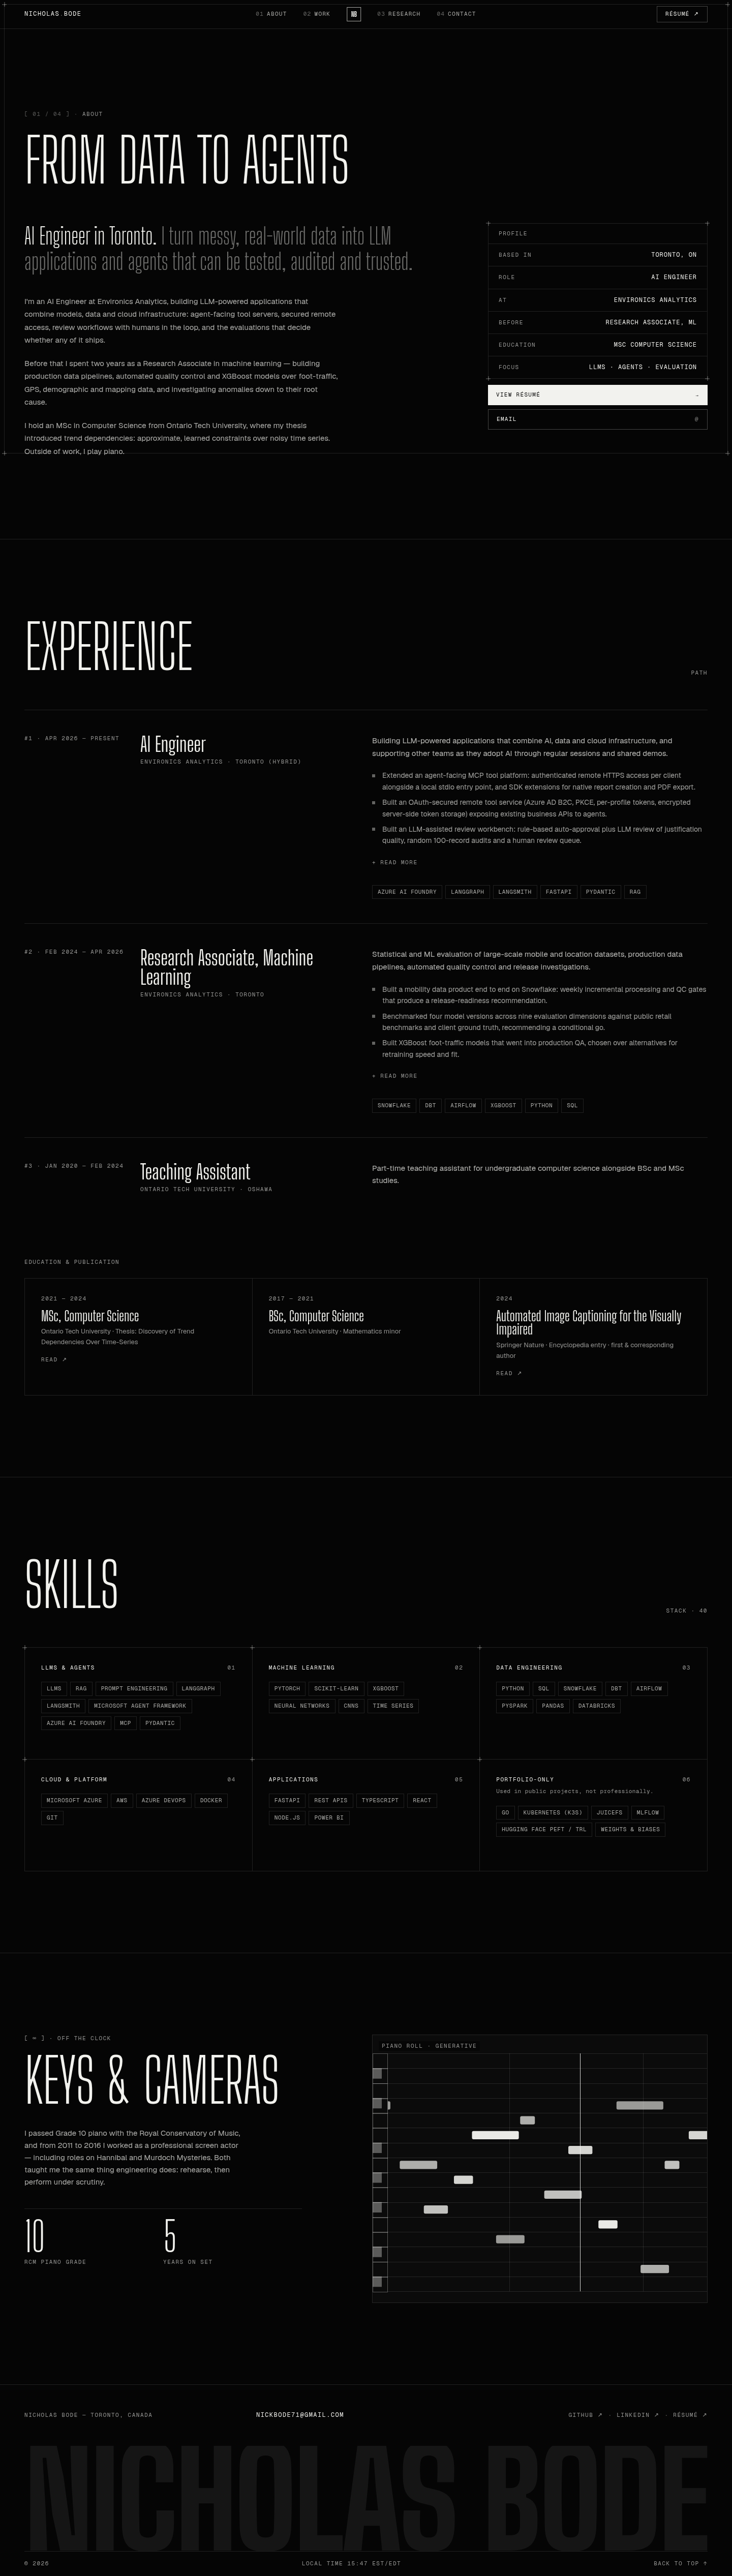 NICHOLAS BODE
01 ABOUT 02 WORK NB 03 RESEARCH 04 CONTACT
RÉSUMÉ ↗
[ 01 / 04 ] · ABOUT
FROM DATA TO AGENTS
AI Engineer in Toronto. I turn messy, real-world data into LLM
applications and agents that can be tested, audited and trusted.
I'm an AI Engineer at Environics Analytics, building LLM-powered applications that
combine models, data and cloud infrastructure: agent-facing tool servers, secured remote
access, review workflows with humans in the loop, and the evaluations that decide
whether any of it ships.
Before that I spent two years as a Research Associate in machine learning — building
production data pipelines, automated quality control and XGBoost models over foot-traffic,
GPS, demographic and mapping data, and investigating anomalies down to their root
cause.
I hold an MSc in Computer Science from Ontario Tech University, where my thesis
introduced trend dependencies: approximate, learned constraints over noisy time series.
Outside of work, I play piano.
PROFILE
BASED IN TORONTO, ON
ROLE AI ENGINEER
AT ENVIRONICS ANALYTICS
BEFORE RESEARCH ASSOCIATE, ML
EDUCATION MSC COMPUTER SCIENCE
FOCUS LLMS · AGENTS · EVALUATION
VIEW RÉSUMÉ
EMAIL @
EXPERIENCE
PATH
#1 · APR 2026 — PRESENT
AI Engineer
ENVIRONICS ANALYTICS · TORONTO (HYBRID)
Building LLM-powered applications that combine AI, data and cloud infrastructure, and
supporting other teams as they adopt AI through regular sessions and shared demos.
Extended an agent-facing MCP tool platform: authenticated remote HTTPS access per client
alongside a local stdio entry point, and SDK extensions for native report creation and PDF export.
Built an OAuth-secured remote tool service (Azure AD B2C, PKCE, per-profile tokens, encrypted
server-side token storage) exposing existing business APIs to agents.
Built an LLM-assisted review workbench: rule-based auto-approval plus LLM review of justification
quality, random 100-record audits and a human review queue.
+ READ MORE
AZURE AI FOUNDRY LANGGRAPH LANGSMITH FASTAPI PYDANTIC RAG
#2 · FEB 2024 — APR 2026
Research Associate, Machine
Learning
ENVIRONICS ANALYTICS · TORONTO
Statistical and ML evaluation of large-scale mobile and location datasets, production data
pipelines, automated quality control and release investigations.
Built a mobility data product end to end on Snowflake: weekly incremental processing and QC gates
that produce a release-readiness recommendation.
Benchmarked four model versions across nine evaluation dimensions against public retail
benchmarks and client ground truth, recommending a conditional go.
Built XGBoost foot-traffic models that went into production QA, chosen over alternatives for
retraining speed and fit.
+ READ MORE
SNOWFLAKE DBT AIRFLOW XGBOOST PYTHON SQL
#3 · JAN 2020 — FEB 2024
Teaching Assistant
ONTARIO TECH UNIVERSITY · OSHAWA
Part-time teaching assistant for undergraduate computer science alongside BSc and MSc
studies.
EDUCATION & PUBLICATION
2021 — 2024
MSc, Computer Science
Ontario Tech University · Thesis: Discovery of Trend
Dependencies Over Time-Series
READ ↗
2017 — 2021
BSc, Computer Science
Ontario Tech University · Mathematics minor
2024
Automated Image Captioning for the Visually
Impaired
Springer Nature · Encyclopedia entry · first & corresponding
author
READ ↗
SKILLS
STACK · 40
LLMS & AGENTS 01
LLMS RAG PROMPT ENGINEERING LANGGRAPH
LANGSMITH MICROSOFT AGENT FRAMEWORK
AZURE AI FOUNDRY MCP PYDANTIC
MACHINE LEARNING 02
PYTORCH SCIKIT-LEARN XGBOOST
NEURAL NETWORKS CNNS TIME SERIES
DATA ENGINEERING 03
PYTHON SQL SNOWFLAKE DBT AIRFLOW
PYSPARK PANDAS DATABRICKS
CLOUD & PLATFORM 04
MICROSOFT AZURE AWS AZURE DEVOPS DOCKER
GIT
APPLICATIONS 05
FASTAPI REST APIS TYPESCRIPT REACT
NODE.JS POWER BI
PORTFOLIO-ONLY 06
Used in public projects, not professionally.
GO KUBERNETES (K3S) JUICEFS MLFLOW
HUGGING FACE PEFT / TRL WEIGHTS & BIASES
[ ] · OFF THE CLOCK
KEYS & CAMERAS
I passed Grade 10 piano with the Royal Conservatory of Music,
and from 2011 to 2016 I worked as a professional screen actor
— including roles on Hannibal and Murdoch Mysteries. Both
taught me the same thing engineering does: rehearse, then
perform under scrutiny.
10
RCM PIANO GRADE
5
YEARS ON SET
PIANO ROLL · GENERATIVE
NICHOLAS BODE — TORONTO, CANADA
NICKBODE71@GMAIL.COM
GITHUB ↗ · LINKEDIN ↗ · RÉSUMÉ ↗
NICHOLAS BODE
© 2026
LOCAL TIME 15:47 EST/EDT
BACK TO TOP ↑